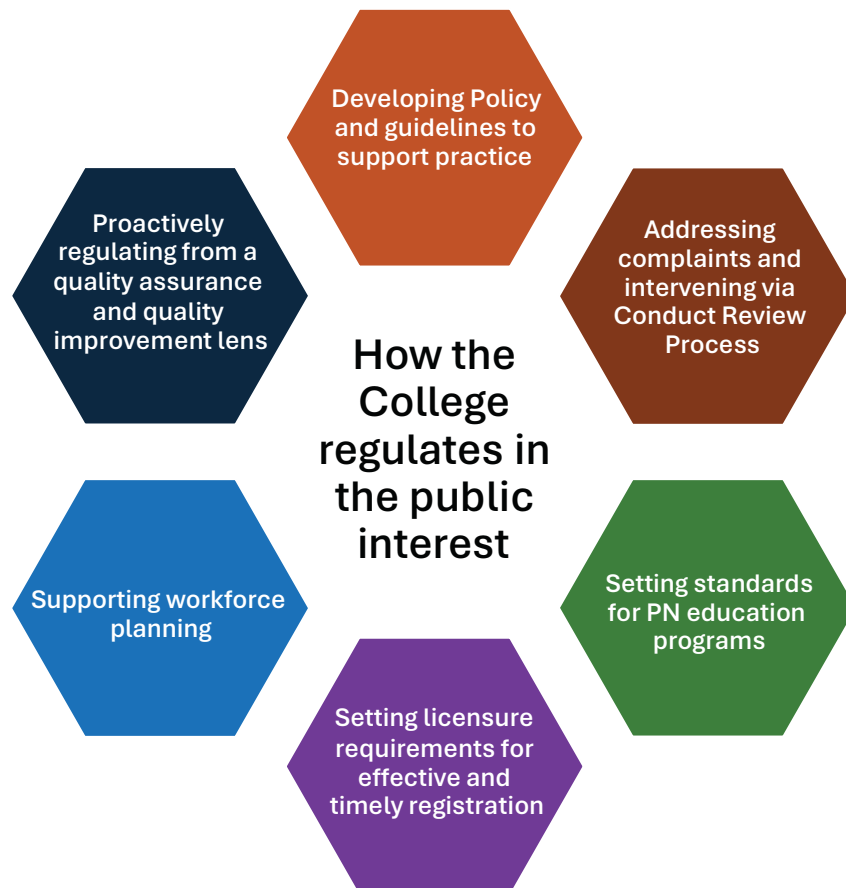 Developing Policy
and guidelines to
support practice
Addressing
complaints and
intervening via
Conduct Review
Process
Setting standards
for PN education
programs
Setting licensure
requirements for
effective and
timely registration
Supporting workforce
planning
Proactively
regulating from a
quality assurance
and quality
improvement lens
How the
College
regulates in
the public
interest